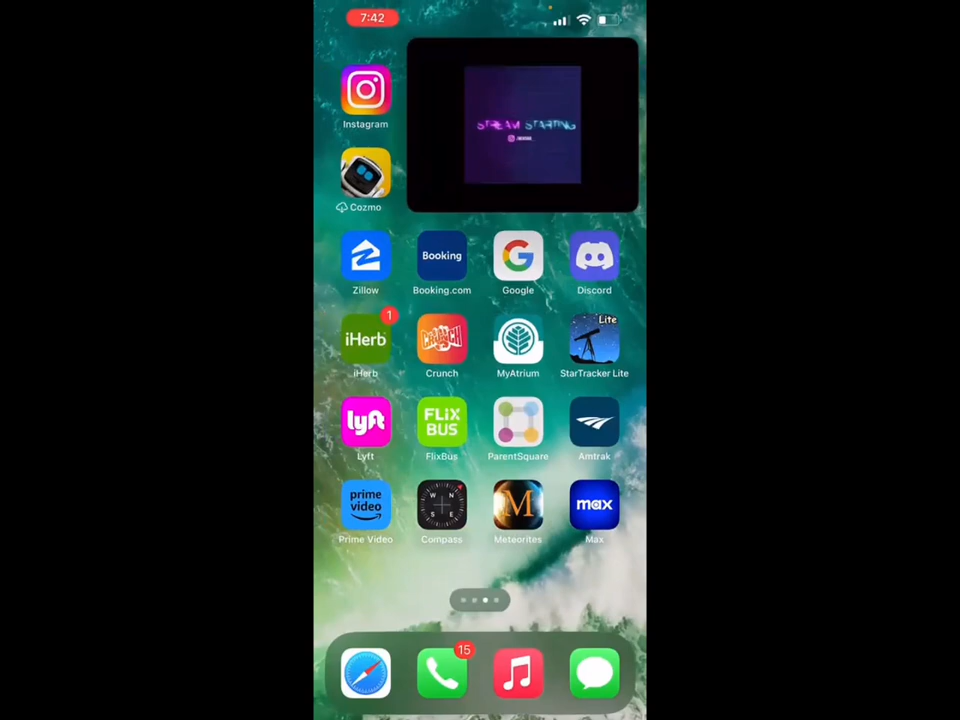 7:42
STREAM STARTING
Instagram
Cozmo
Booking
Zillow
Booking.com
Google
Discord
1
iHerb
CRUNCH
Lite
iHerb
Crunch
MyAtrium
StarTracker Lite
lyft
FLiX
BUS
Lyft
FlixBus
ParentSquare
Amtrak
prime
video
N
W E
S
M
max
Prime Video
Compass
Meteorites
Max
15